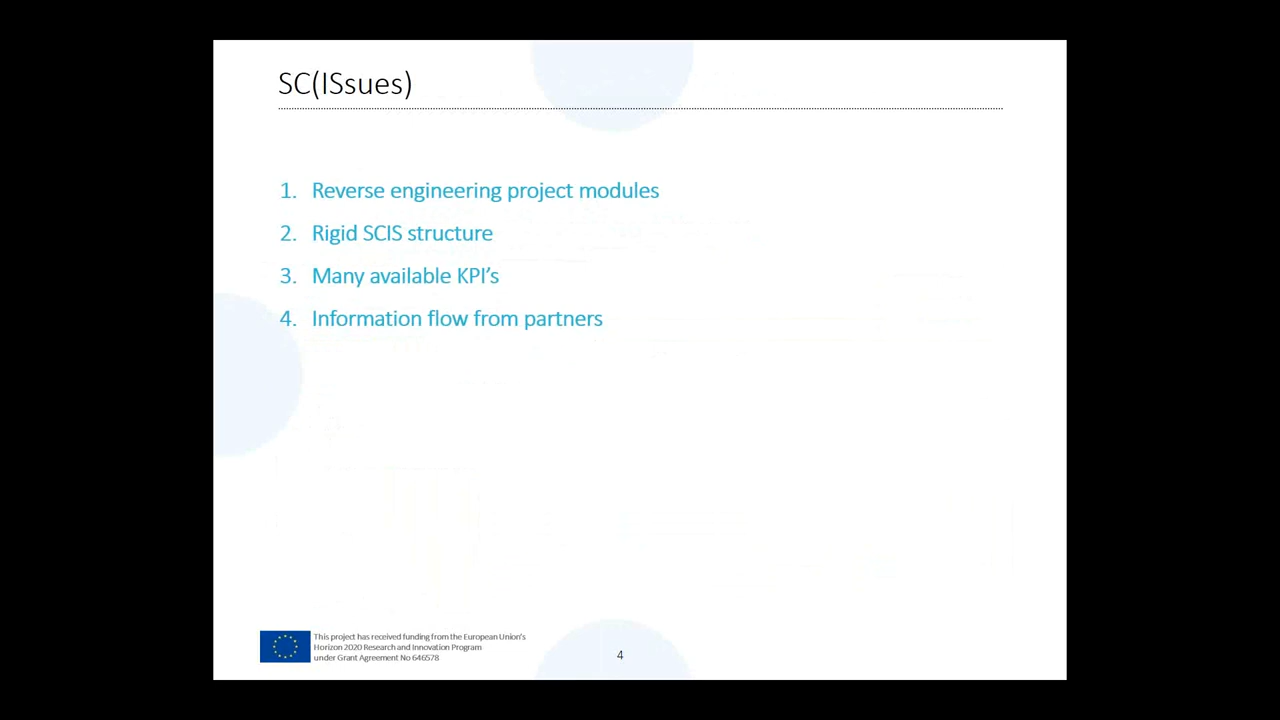 SC(ISsues)
1. Reverse engineering project modules
2. Rigid SCIS structure
3. Many available KPI’s
4. Information flow from partners
This project has received funding from the European Union’s
Horizon 2020 Research and Innovation Program
under Grant Agreement No 646578
4